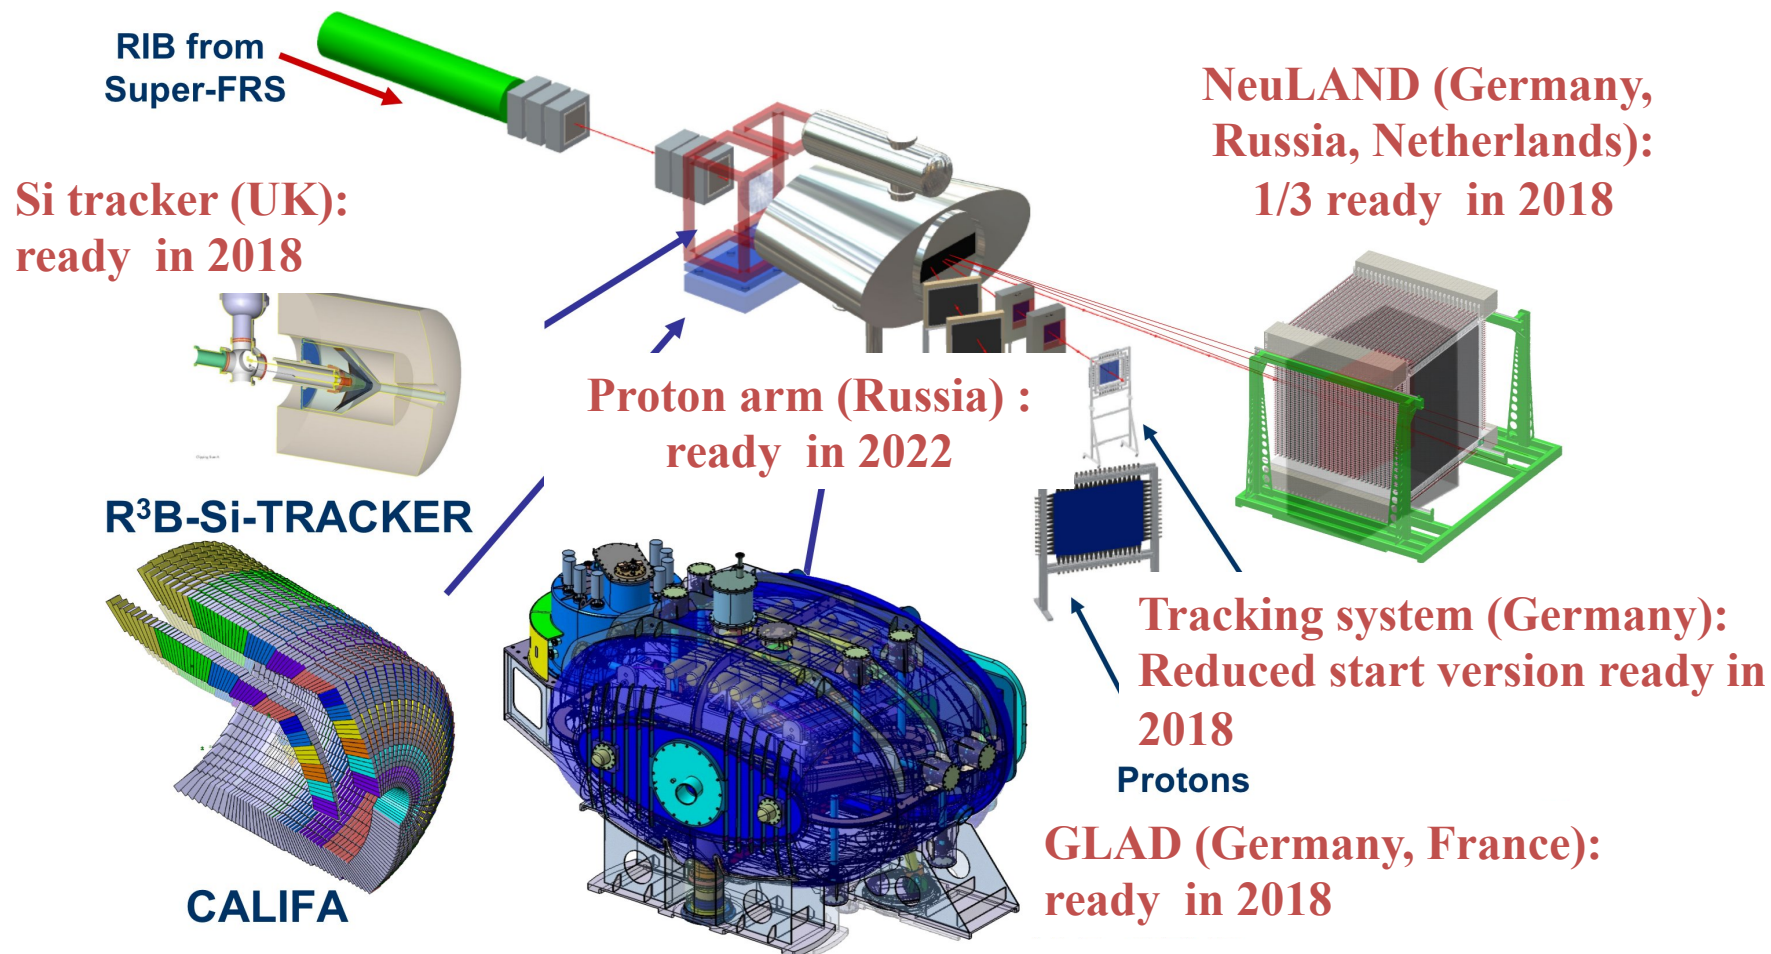 RIB from
Super-FRS
NeuLAND (Germany,
Russia, Netherlands):
1/3 ready  in 2018
Si tracker (UK):
ready  in 2018
Proton arm (Russia) :
ready  in 2022
R³B-Si-TRACKER
Tracking system (Germany):
Reduced start version ready in
2018
Protons
GLAD (Germany, France):
ready  in 2018
CALIFA